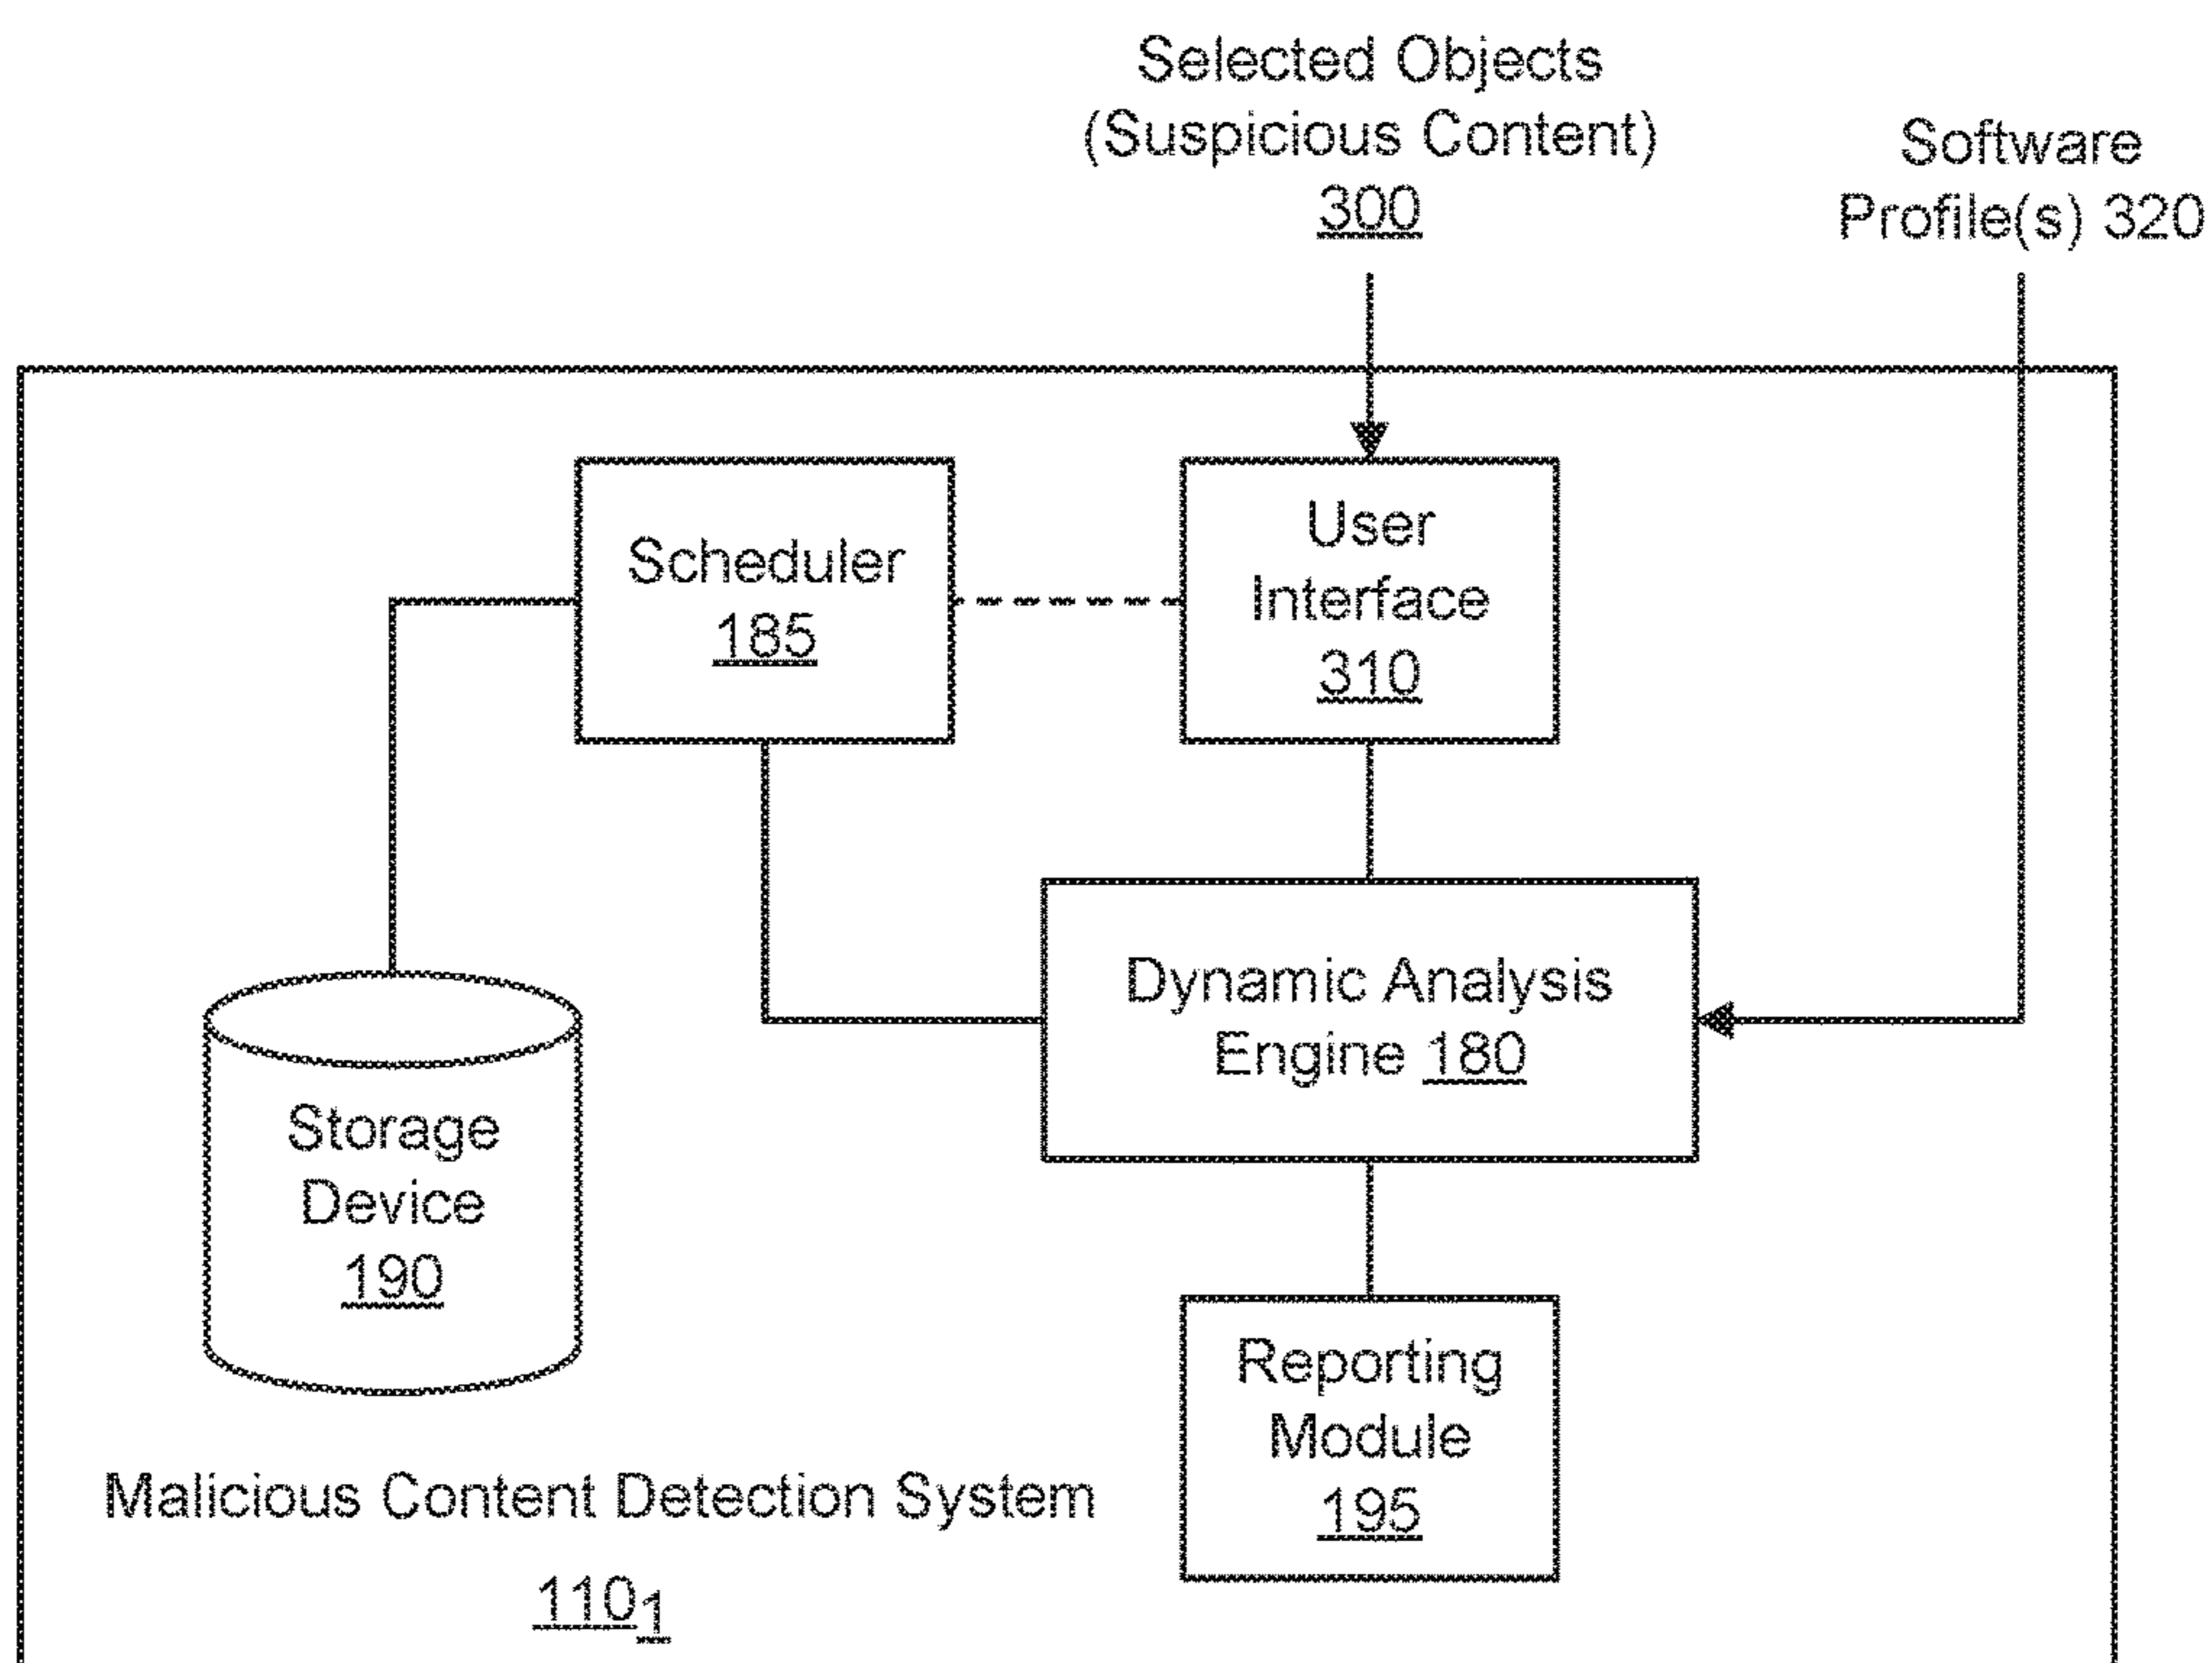 Selected Objects
(Suspicious Content)
300
Software
Profile(s) 320
Scheduler
185
User
Interface
310
Dynamic Analysis
Engine 180
Storage
Device
190
Reporting
Module
195
Malicious Content Detection System
110₁